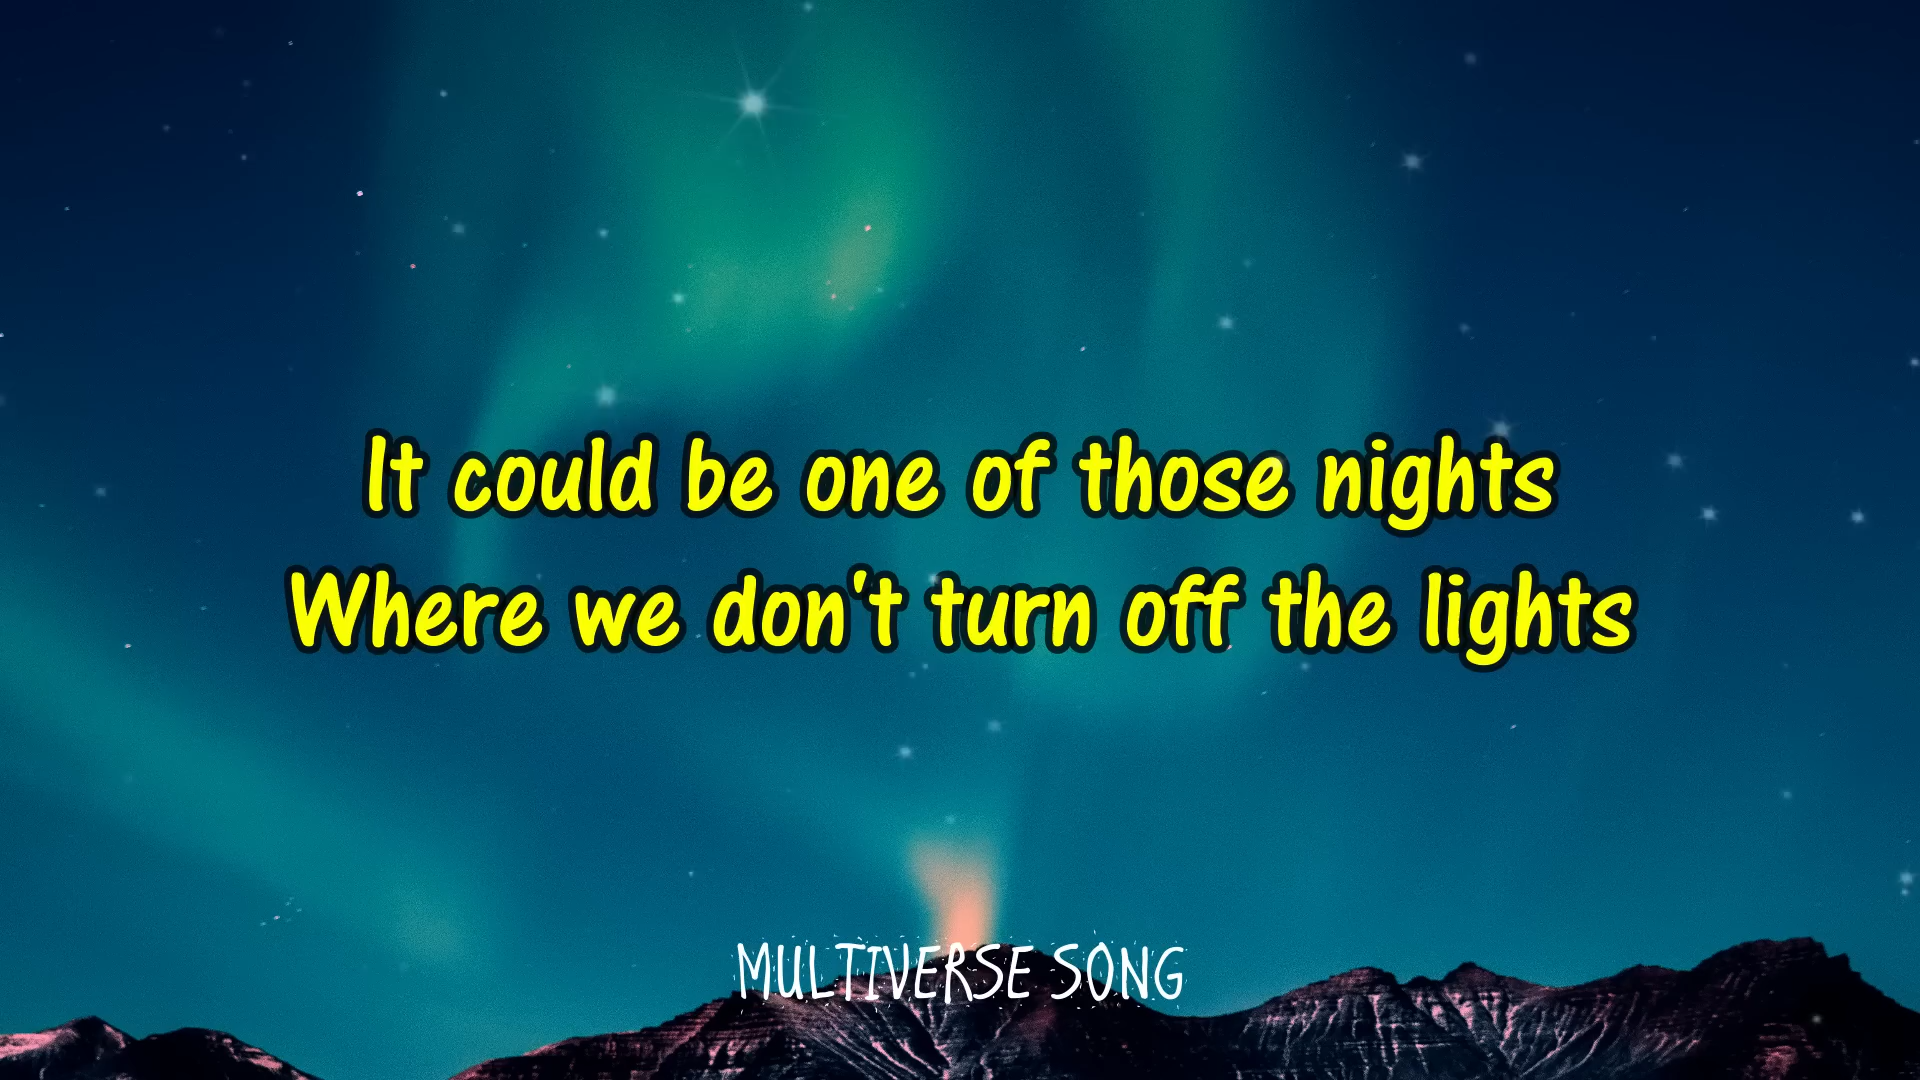 It could be one of those nights
Where we don't turn off the lights
MULTIVERSE SONG